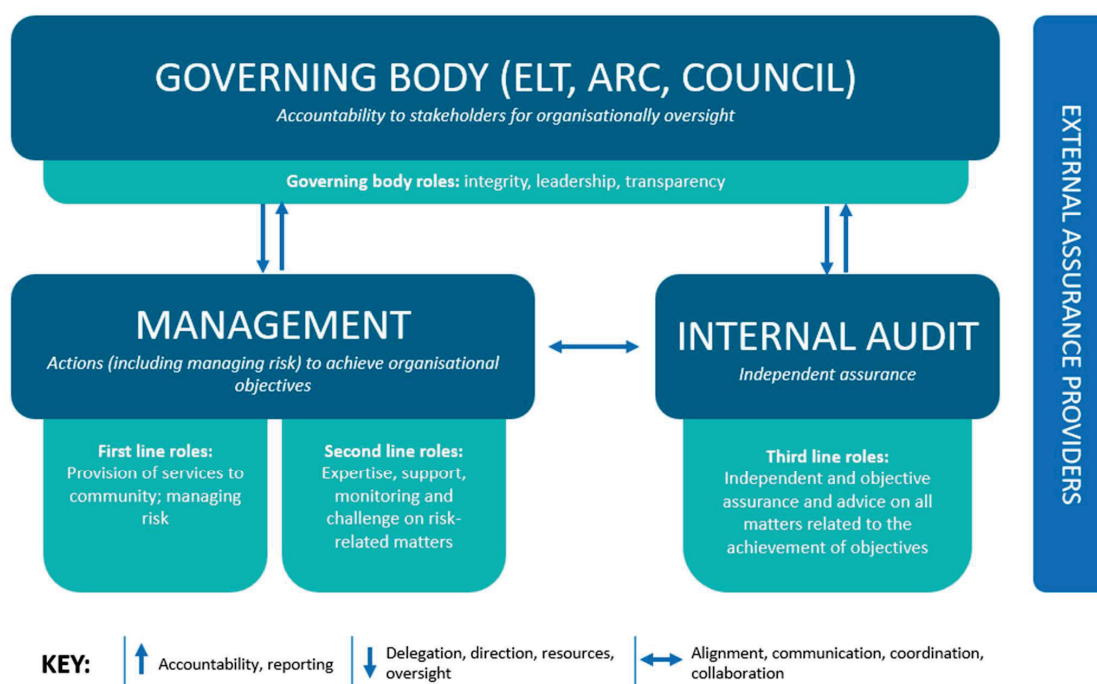 GOVERNING BODY (ELT, ARC, COUNCIL)
Accountability to stakeholders for organisationally oversight
Governing body roles: integrity, leadership, transparency
MANAGEMENT
Actions (including managing risk) to achieve organisational
objectives
First line roles:
Provision of services to
community; managing
risk
Second line roles:
Expertise, support,
monitoring and
challenge on risk-
related matters
INTERNAL AUDIT
Independent assurance
Third line roles:
Independent and objective
assurance and advice on all
matters related to the
achievement of objectives
EXTERNAL ASSURANCE PROVIDERS
KEY:
Accountability, reporting
Delegation, direction, resources,
oversight
Alignment, communication, coordination,
collaboration